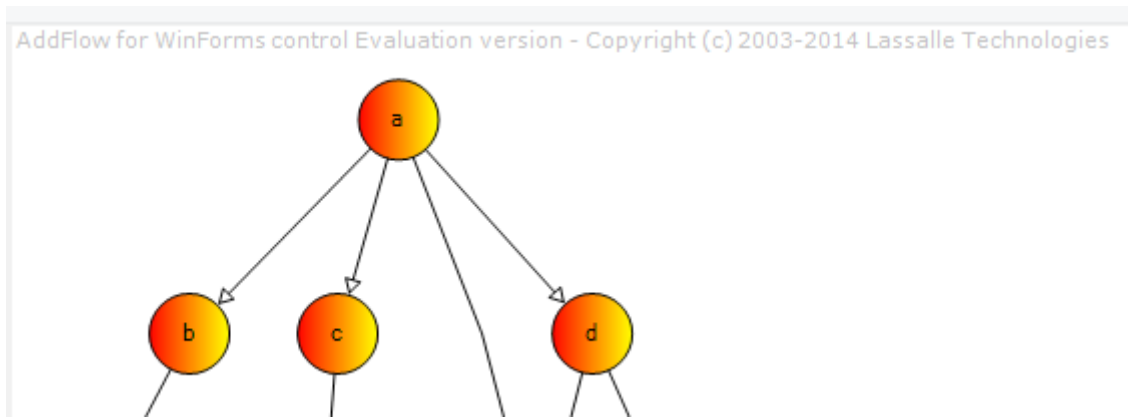 AddFlow for WinForms control Evaluation version - Copyright (c) 2003-2014 Lassalle Technologies
a
b c d